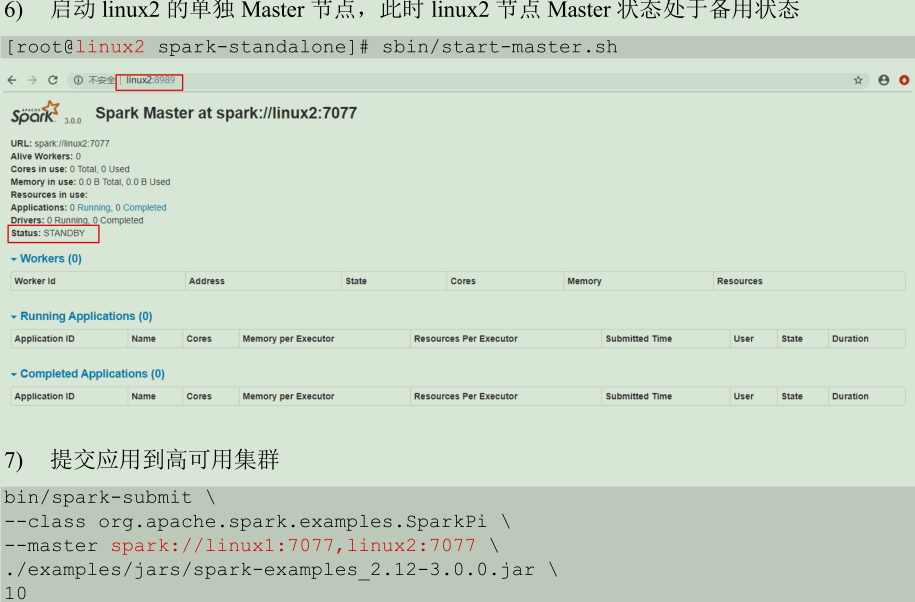 6) 启动 linux2 的单独 Master 节点，此时 linux2 节点 Master 状态处于备用状态
[root@linux2 spark-standalone]# sbin/start-master.sh
不安全 | linux2:8989
APACHE Spark 3.0.0 Spark Master at spark://linux2:7077
URL: spark://linux2:7077
Alive Workers: 0
Cores in use: 0 Total, 0 Used
Memory in use: 0.0 B Total, 0.0 B Used
Resources in use:
Applications: 0 Running, 0 Completed
Drivers: 0 Running, 0 Completed
Status: STANDBY
Workers (0)
Worker Id Address State Cores Memory Resources
Running Applications (0)
Application ID Name Cores Memory per Executor Resources Per Executor Submitted Time User State Duration
Completed Applications (0)
Application ID Name Cores Memory per Executor Resources Per Executor Submitted Time User State Duration
7) 提交应用到高可用集群
bin/spark-submit \
--class org.apache.spark.examples.SparkPi \
--master spark://linux1:7077,linux2:7077 \
./examples/jars/spark-examples_2.12-3.0.0.jar \
10